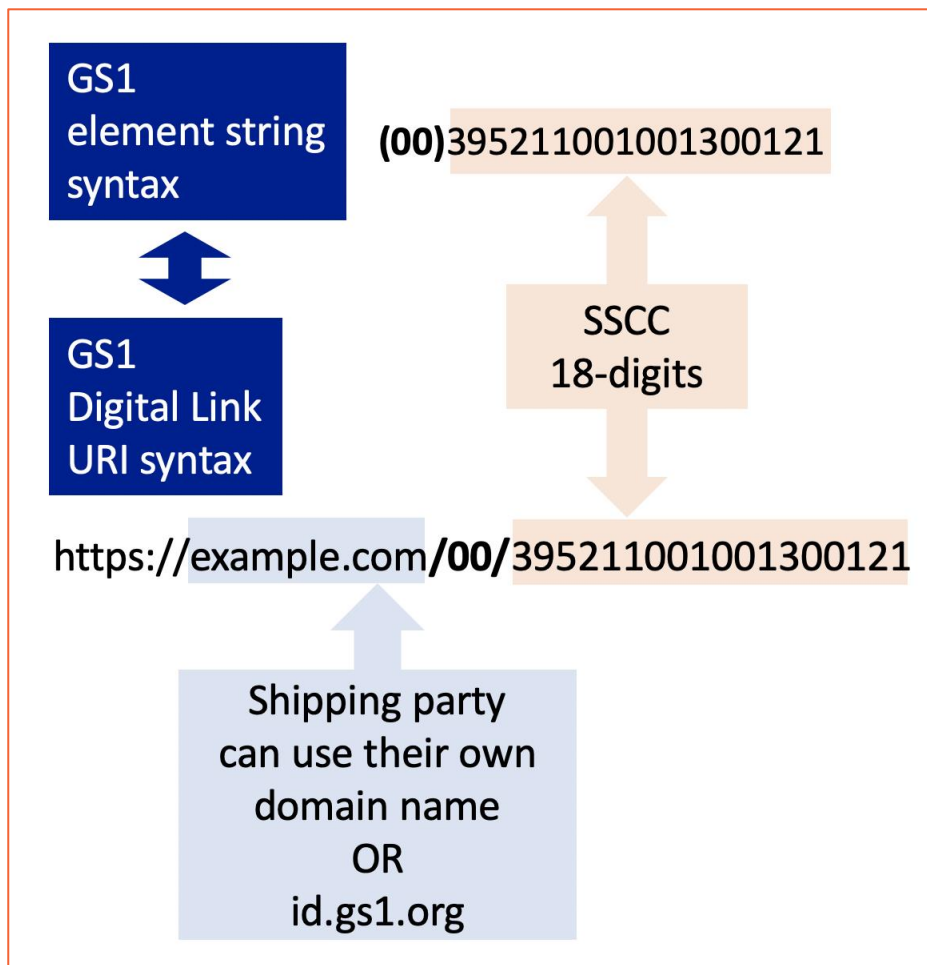 GS1
element string
syntax
(00)395211001001300121
SSCC
18-digits
GS1
Digital Link
URI syntax
https://example.com/00/395211001001300121
Shipping party
can use their own
domain name
OR
id.gs1.org